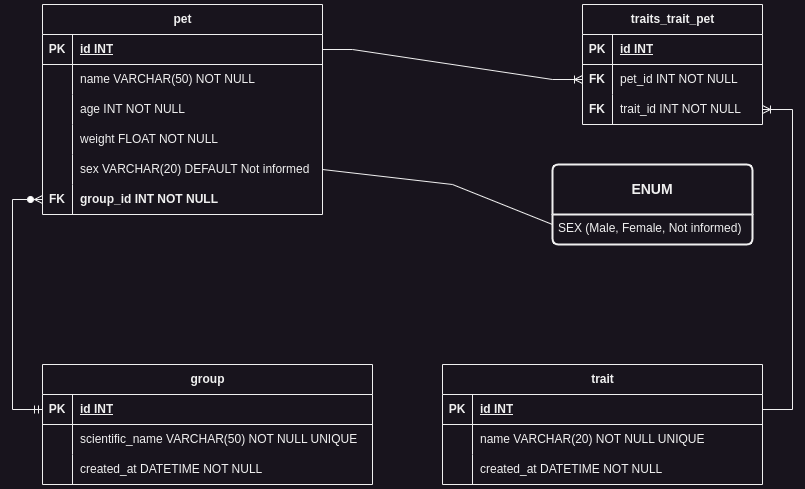 pet
PK id INT
name VARCHAR(50) NOT NULL
age INT NOT NULL
weight FLOAT NOT NULL
sex VARCHAR(20) DEFAULT Not informed
FK group_id INT NOT NULL
traits_trait_pet
PK id INT
FK pet_id INT NOT NULL
FK trait_id INT NOT NULL
ENUM
SEX (Male, Female, Not informed)
group
PK id INT
scientific_name VARCHAR(50) NOT NULL UNIQUE
created_at DATETIME NOT NULL
trait
PK id INT
name VARCHAR(20) NOT NULL UNIQUE
created_at DATETIME NOT NULL